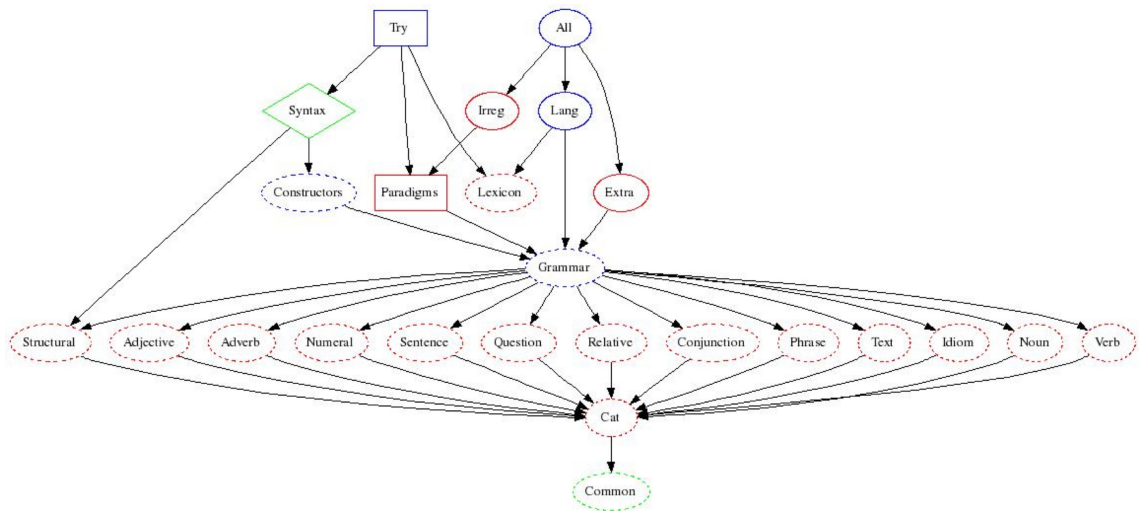 Try
All
Syntax
Irreg
Lang
Constructors
Paradigms
Lexicon
Extra
Grammar
Structural
Adjective
Adverb
Numeral
Sentence
Question
Relative
Conjunction
Phrase
Text
Idiom
Noun
Verb
Cat
Common